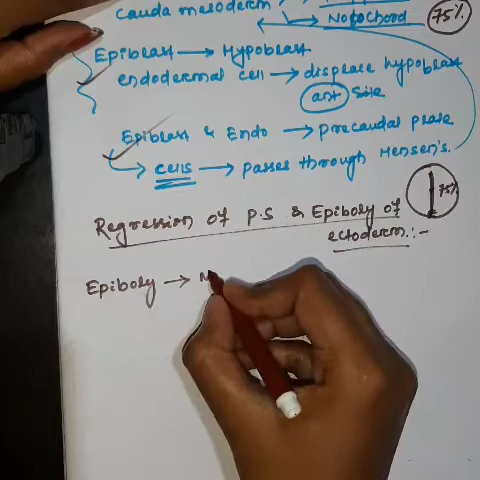 cauda mesoderm
Notochord 75%
Epiblast → Hypoblast
endodermal cell → displace hypoblast
ant site
Epiblast & Endo → precaudal plate
cells → passes through Hensen's.
Regression of P.S & Epiboly of 75%
ectoderm :-
Epiboly → N